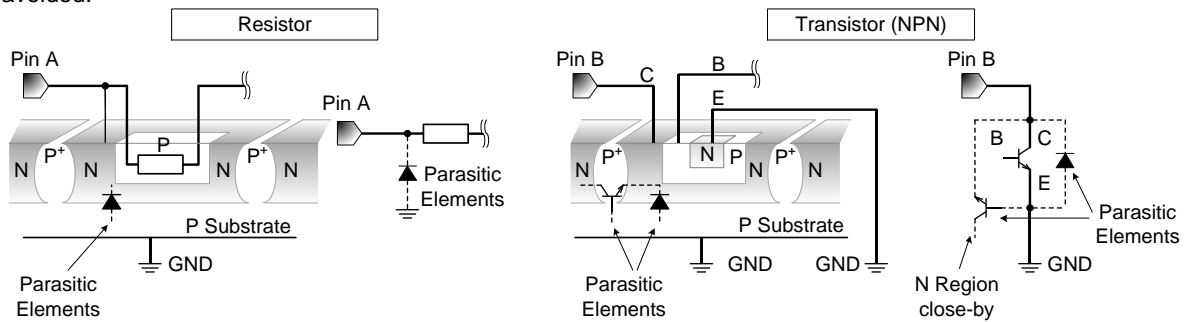 avoided.
Resistor
Transistor (NPN)
Pin A
Pin A
Parasitic
Elements
N
P+
N
P
N
P+
N
P Substrate
GND
Parasitic
Elements
Pin B
C
B
E
N
P+
N
N
P
P+
N
P Substrate
GND
GND
Parasitic
Elements
Pin B
B
C
E
Parasitic
Elements
GND
N Region
close-by